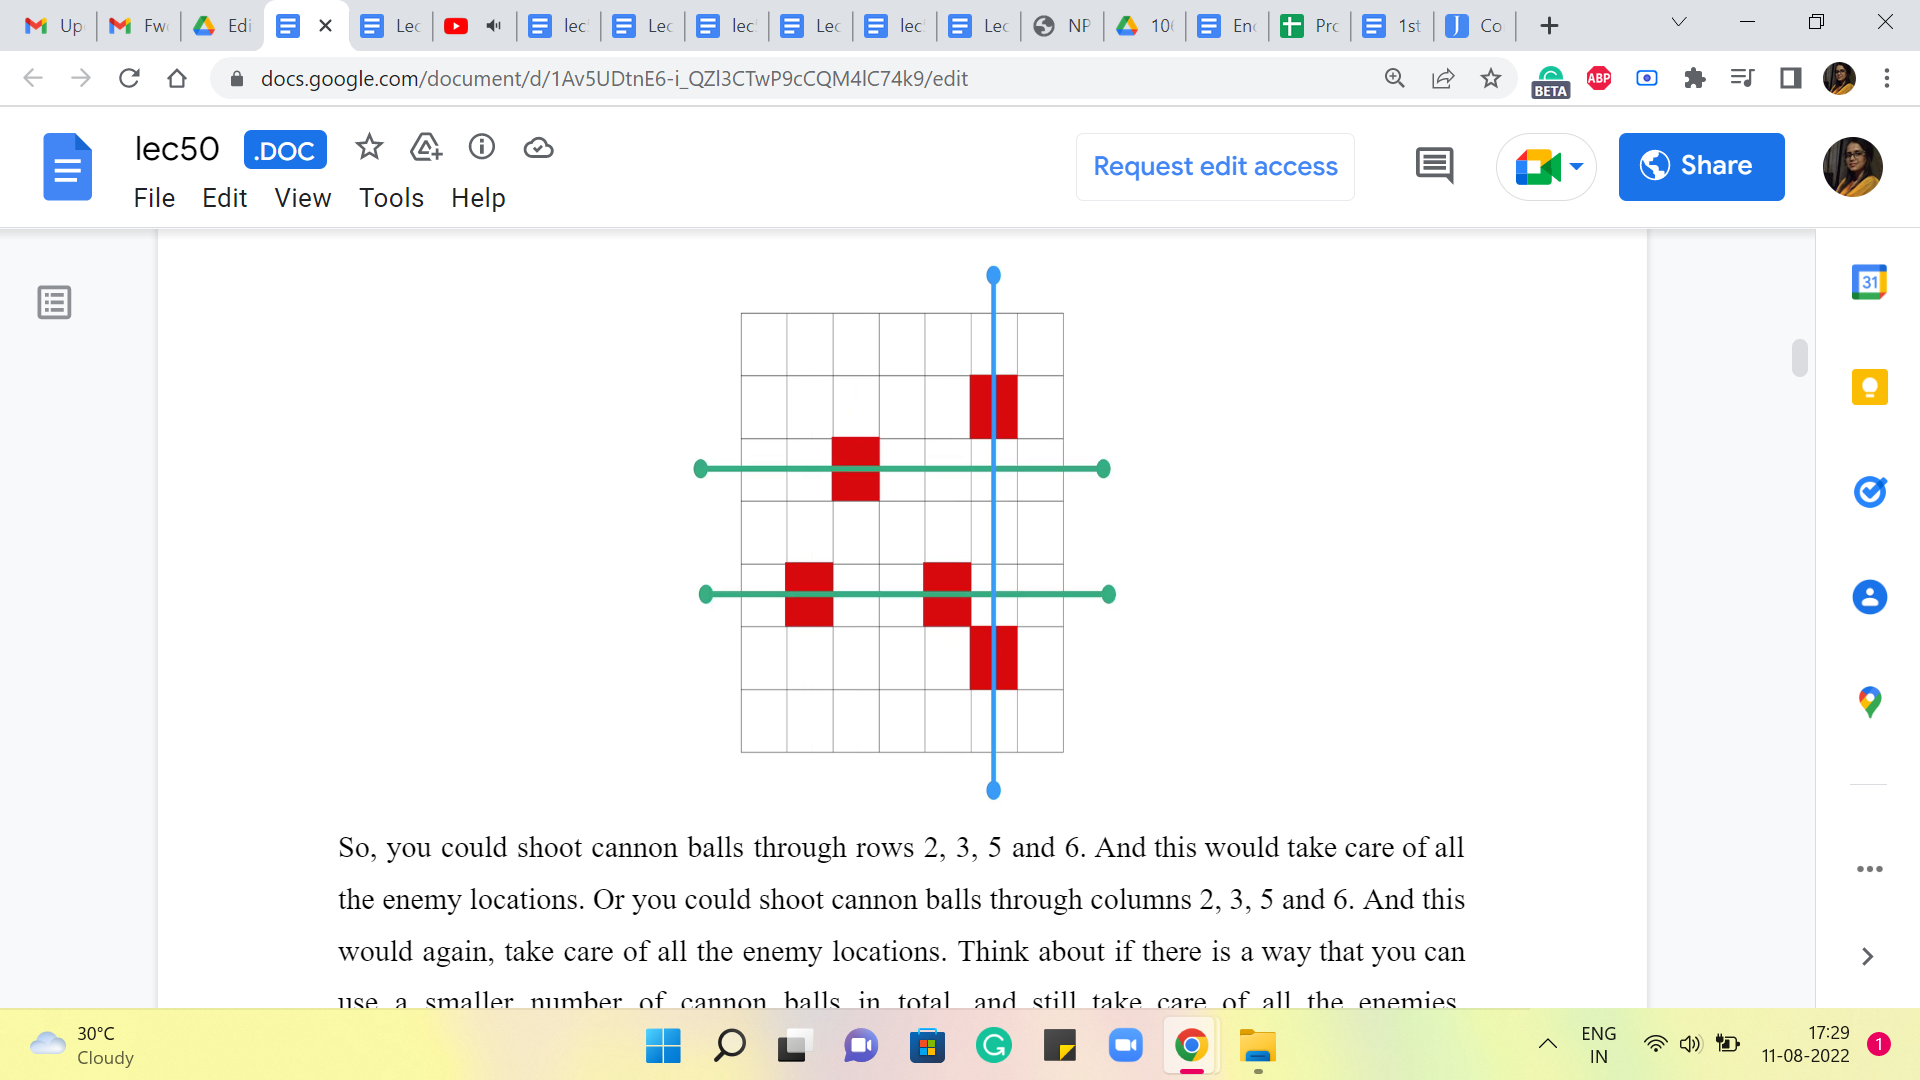 Up Fwd Edi Lec lec Lec lec Lec lec Lec NP 10 En Pro 1st Co
docs.google.com/document/d/1Av5UDtnE6-i_QZl3CTwP9cCQM4lC74k9/edit
BETA
ABP
lec50 .DOC
Request edit access
Share
File Edit View Tools Help
31
So, you could shoot cannon balls through rows 2, 3, 5 and 6. And this would take care of all
the enemy locations. Or you could shoot cannon balls through columns 2, 3, 5 and 6. And this
would again, take care of all the enemy locations. Think about if there is a way that you can
use a smaller number of cannon balls in total, and still take care of all the enemies.
30°C
Cloudy
ENG
IN
17:29
11-08-2022
1